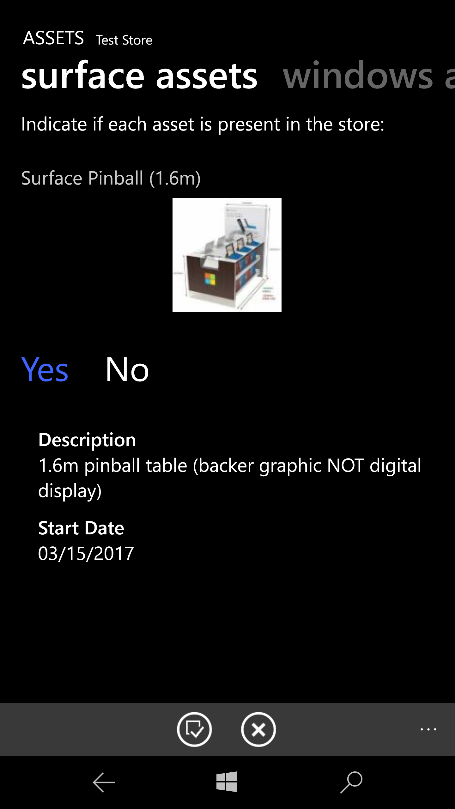 ASSETS Test Store
surface assets windows a
Indicate if each asset is present in the store:
Surface Pinball (1.6m)
Yes No
Description
1.6m pinball table (backer graphic NOT digital
display)
Start Date
03/15/2017